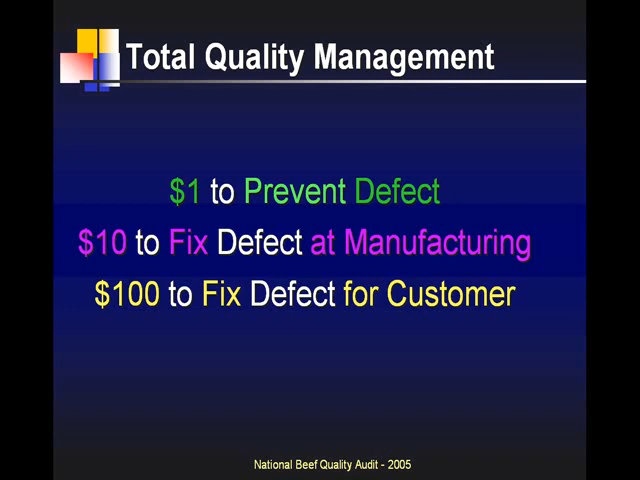 Total Quality Management
$1 to Prevent Defect
$10 to Fix Defect at Manufacturing
$100 to Fix Defect for Customer
National Beef Quality Audit - 2005